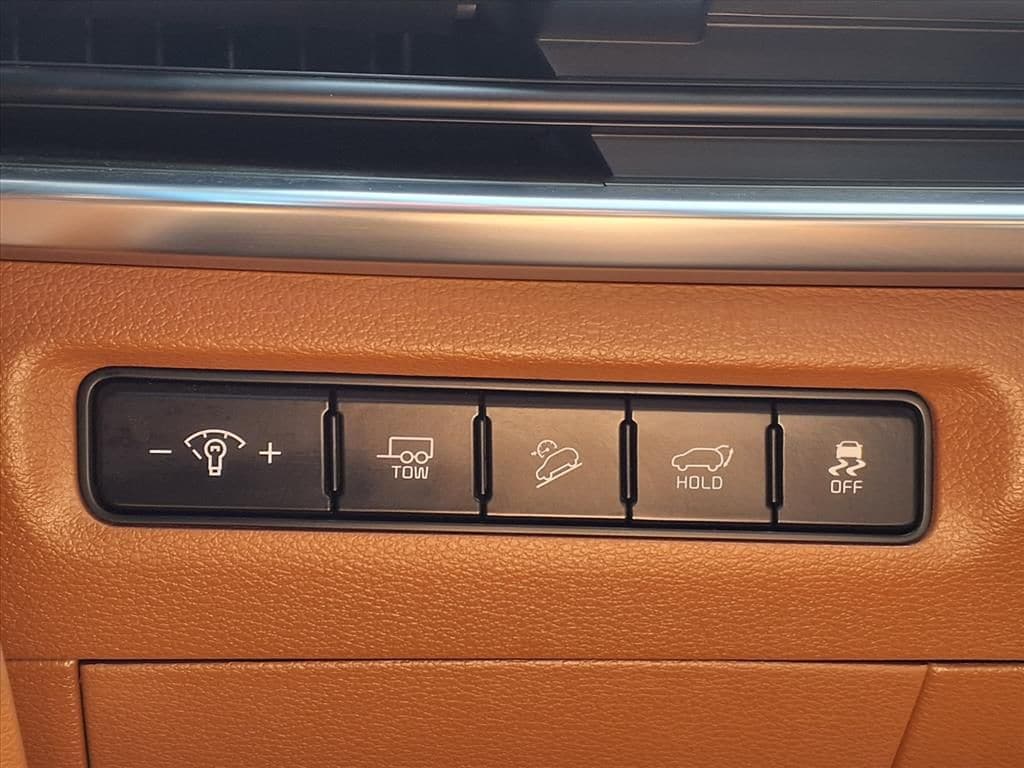 - +
TOW
HOLD
OFF